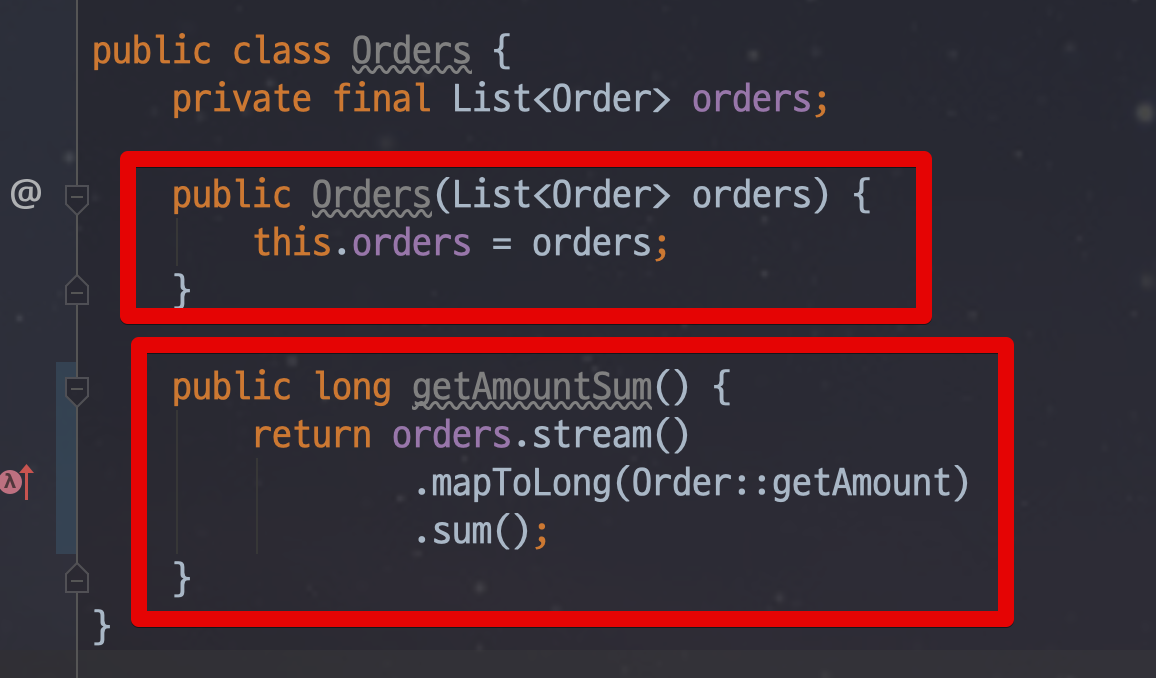 public class Orders {
    private final List<Order> orders;
@    public Orders(List<Order> orders) {
        this.orders = orders;
    }
    public long getAmountSum() {
        return orders.stream()
λ                .mapToLong(Order::getAmount)
                .sum();
    }
}